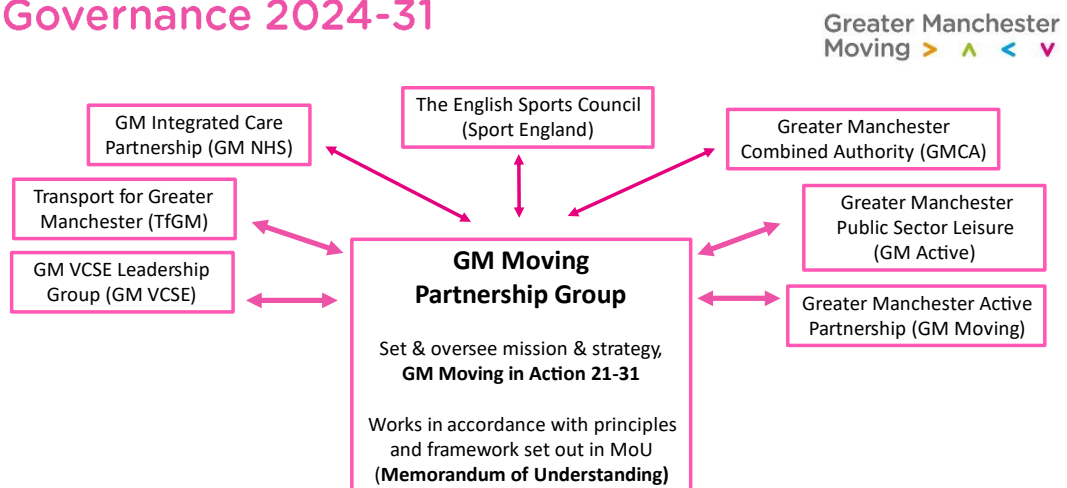 Governance 2024-31
Greater Manchester
Moving
The English Sports Council
(Sport England)
GM Integrated Care
Partnership (GM NHS)
Greater Manchester
Combined Authority (GMCA)
Transport for Greater
Manchester (TfGM)
Greater Manchester
Public Sector Leisure
(GM Active)
GM VCSE Leadership
Group (GM VCSE)
Greater Manchester Active
Partnership (GM Moving)
GM Moving
Partnership Group
Set & oversee mission & strategy,
GM Moving in Action 21-31
Works in accordance with principles
and framework set out in MoU
(Memorandum of Understanding)